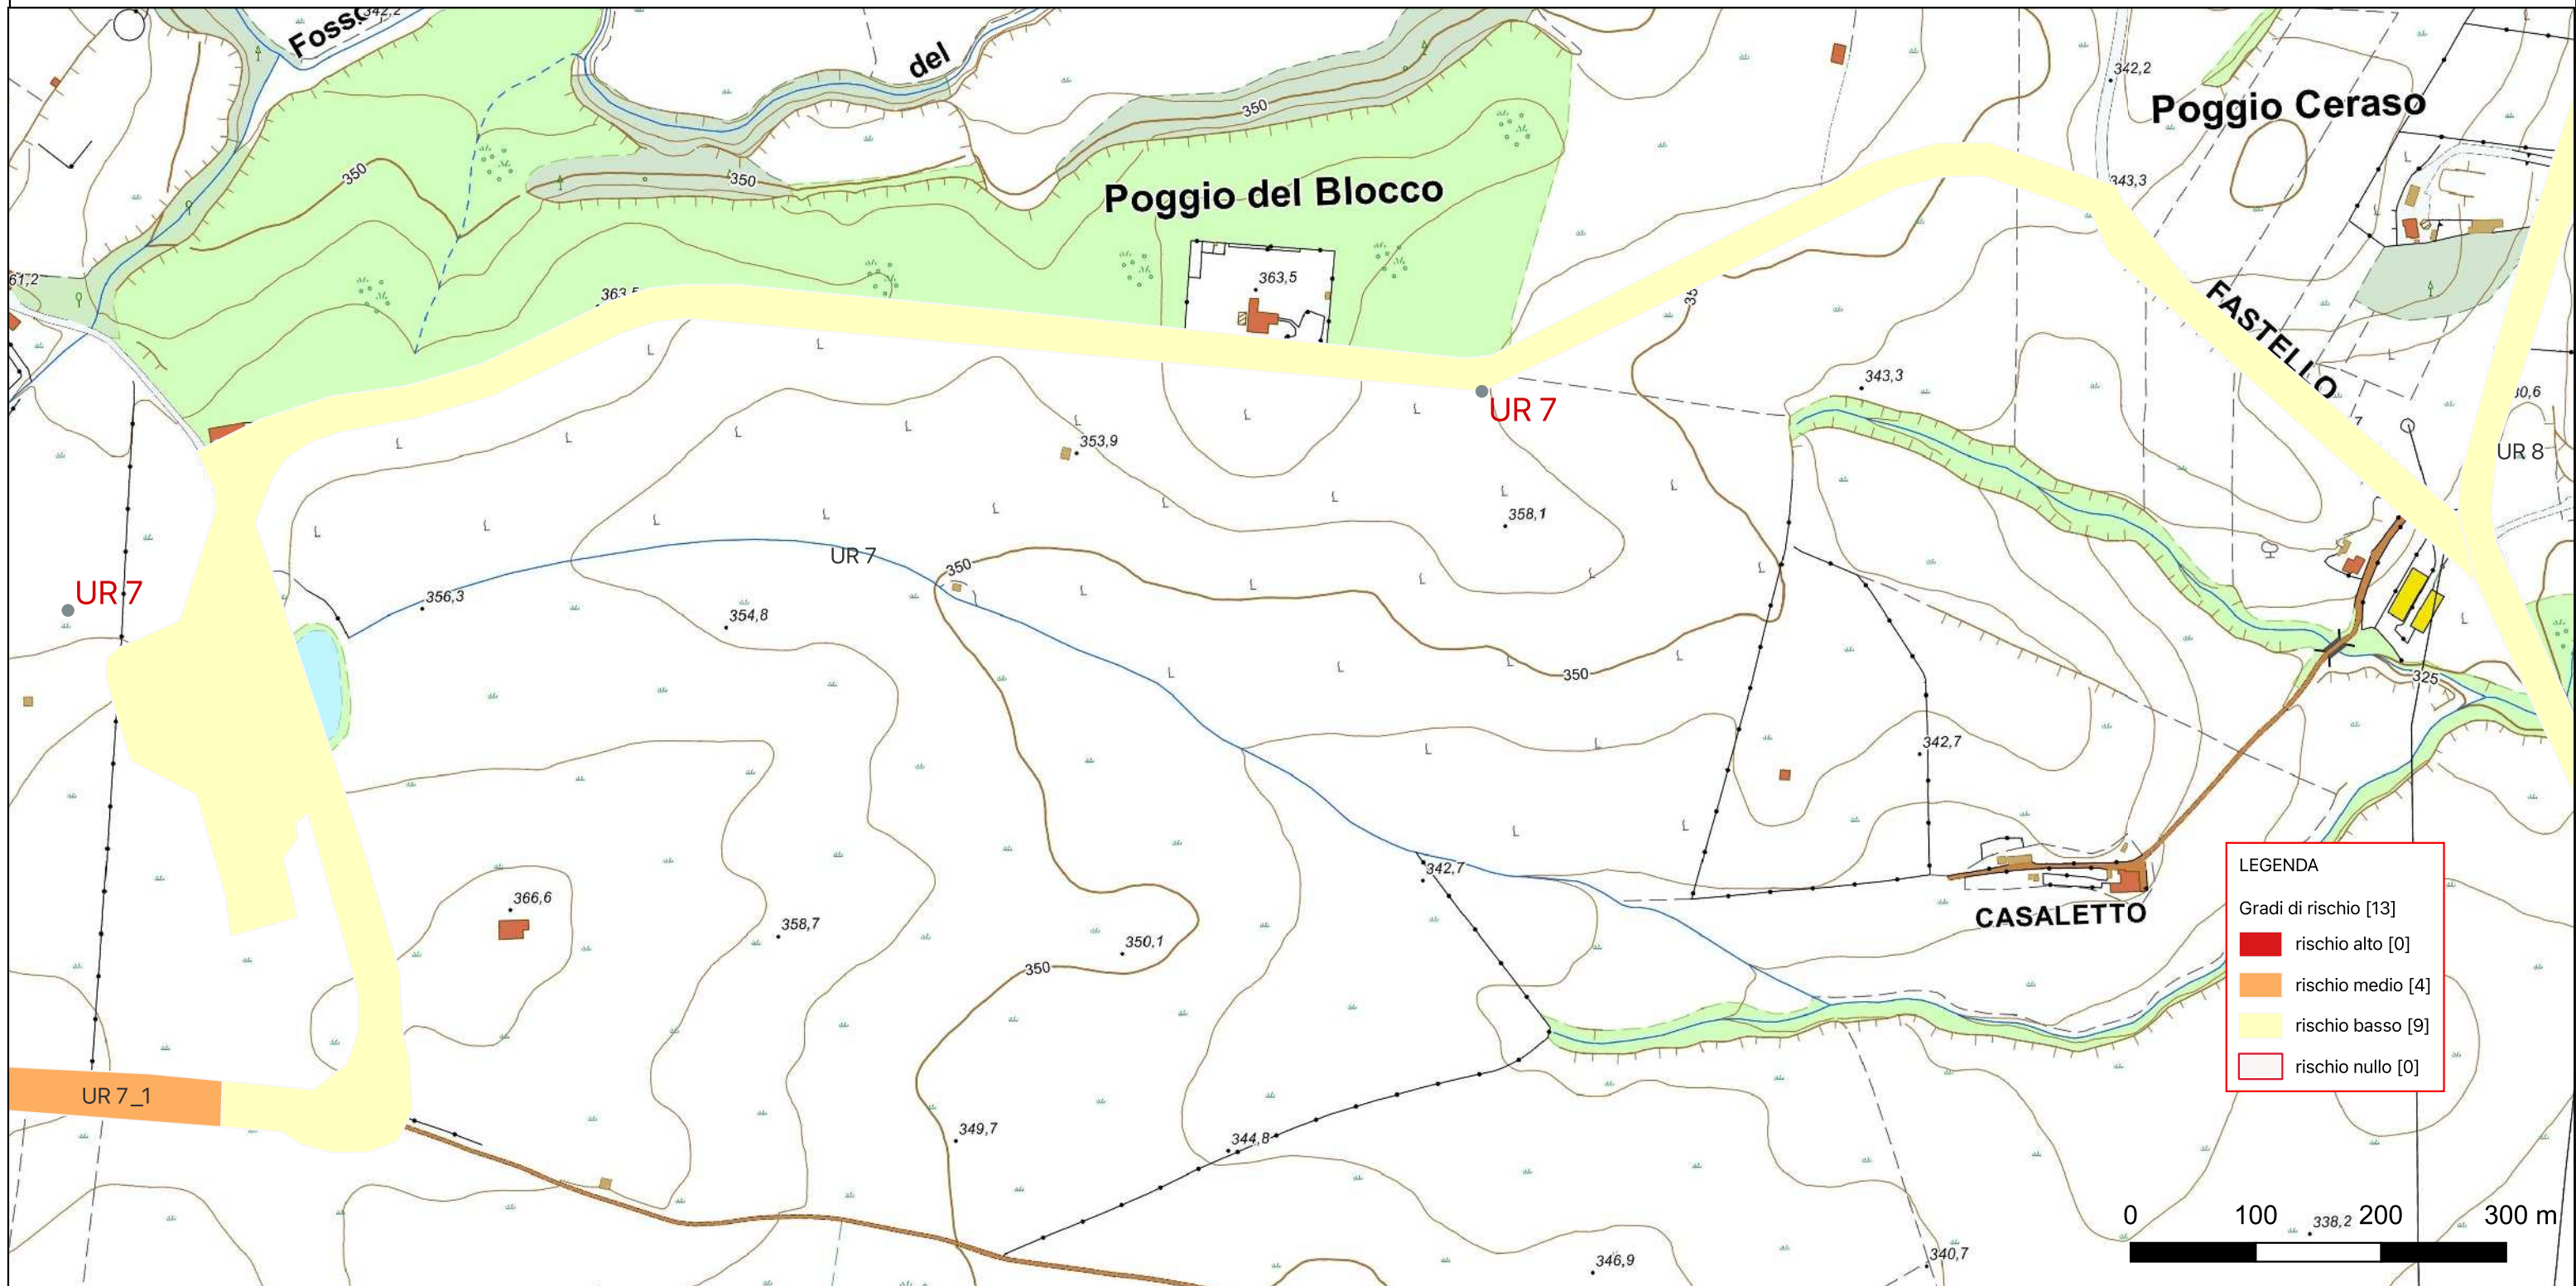 Fosso
342,2
del
342,2
Poggio Ceraso
350
350
350
Poggio del Blocco
343,3
61,2
363,5
363,5
35
FASTELLO
343,3
30,6
UR 7
7
353,9
UR 8
358,1
UR 7
350
UR 7
356,3
354,8
350
325
342,7
342,7
366,6
358,7
350,1
350
CASALETTO
UR 7_1
349,7
344,8
346,9
340,7
338,2
LEGENDA
Gradi di rischio [13]
rischio alto [0]
rischio medio [4]
rischio basso [9]
rischio nullo [0]
0 100 200 300 m